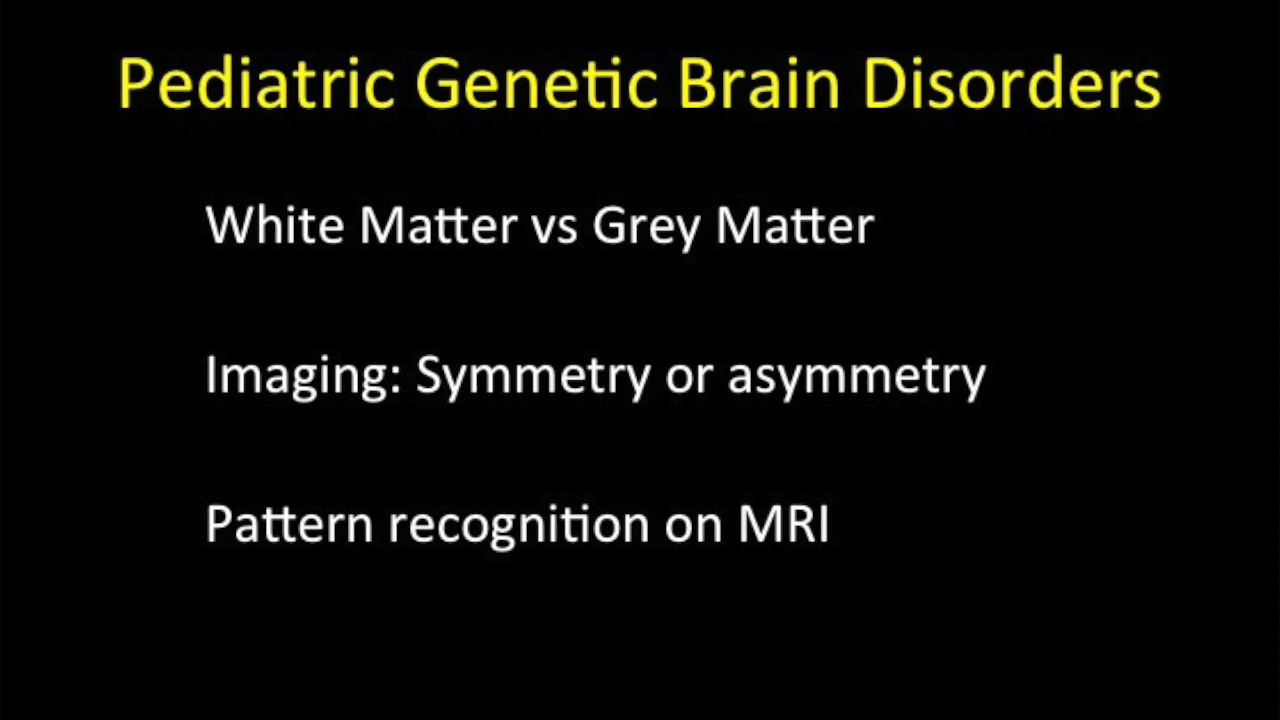 Pediatric Genetic Brain Disorders
White Matter vs Grey Matter
Imaging: Symmetry or asymmetry
Pattern recognition on MRI